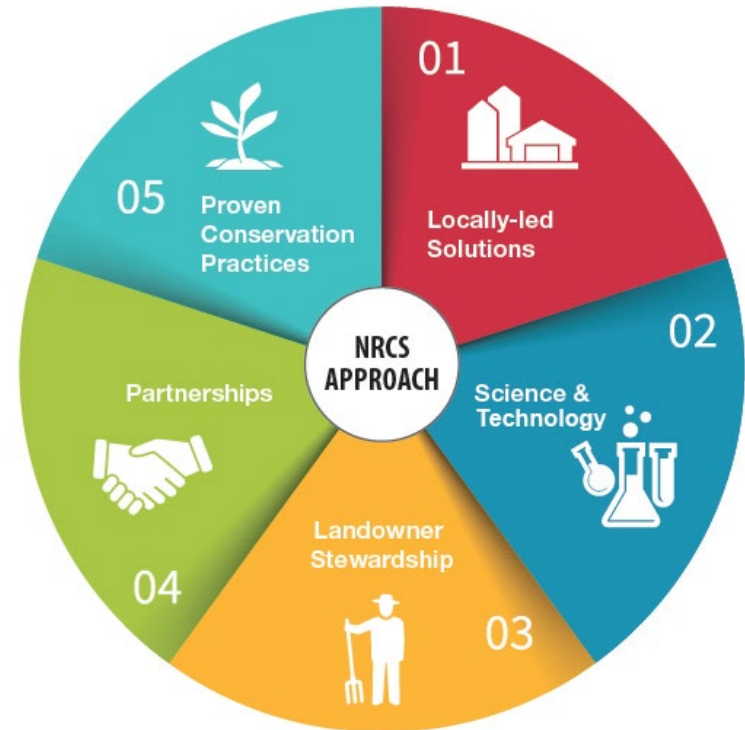 01
Locally-led
Solutions
02
Science &
Technology
03
Landowner
Stewardship
04
Partnerships
05
Proven
Conservation
Practices
NRCS
APPROACH